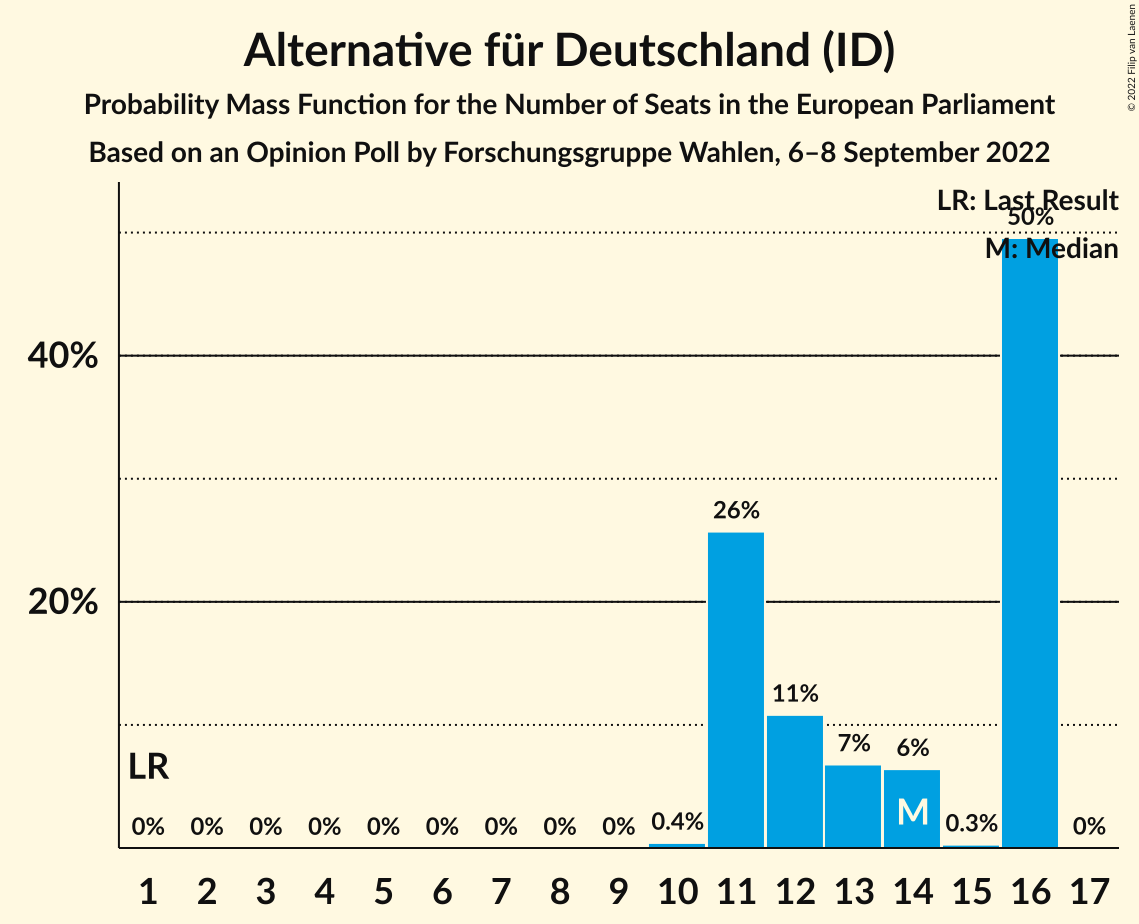 Alternative für Deutschland (ID)
Probability Mass Function for the Number of Seats in the European Parliament
Based on an Opinion Poll by Forschungsgruppe Wahlen, 6–8 September 2022
© 2022 Filip van Laenen
LR: Last Result
50%
M: Median
40%
26%
20%
11%
7%
6%
LR
M
0% 0% 0% 0% 0% 0% 0% 0% 0% 0.4% 0.3% 0%
1 2 3 4 5 6 7 8 9 10 11 12 13 14 15 16 17